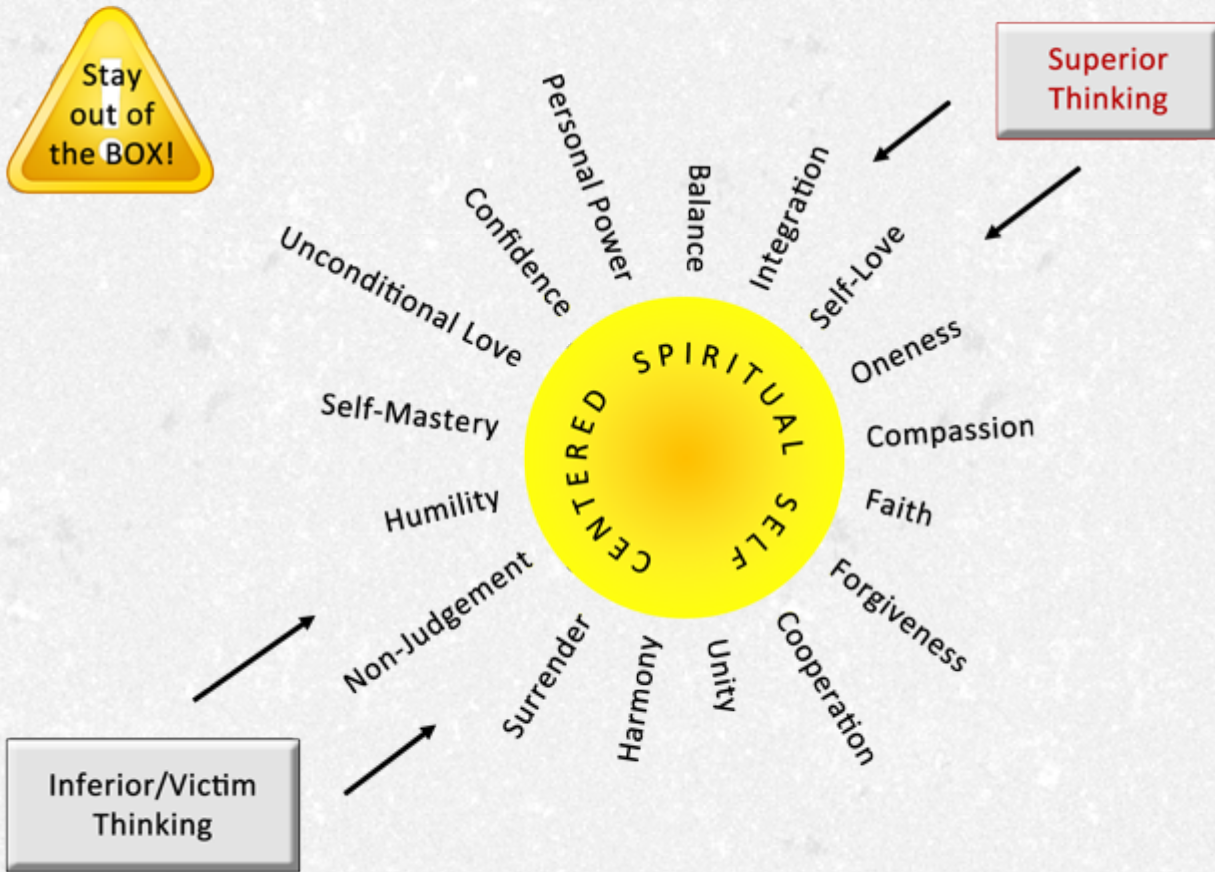 Stay
out of
the BOX!
Superior
Thinking
Personal Power
Balance
Integration
Self-Love
Oneness
Compassion
Faith
Forgiveness
Cooperation
Unity
Harmony
Surrender
Non-Judgement
Humility
Self-Mastery
Unconditional Love
Confidence
CENTERED SPIRITUAL SELF
Inferior/Victim
Thinking